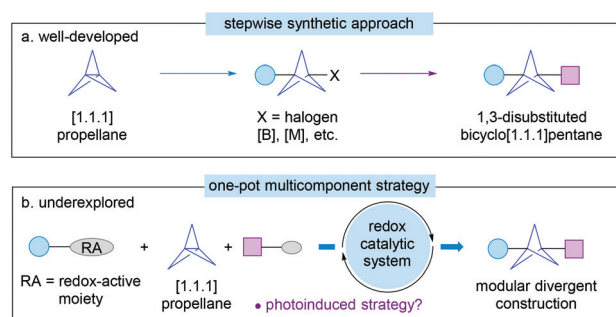 stepwise synthetic approach
a. well-developed
X
[1.1.1]
propellane
X = halogen
[B], [M], etc.
1,3-disubstituted
bicyclo[1.1.1]pentane
one-pot multicomponent strategy
b. underexplored
RA
+
+
redox
catalytic
system
RA = redox-active
moiety
[1.1.1]
propellane
• photoinduced strategy?
modular divergent
construction